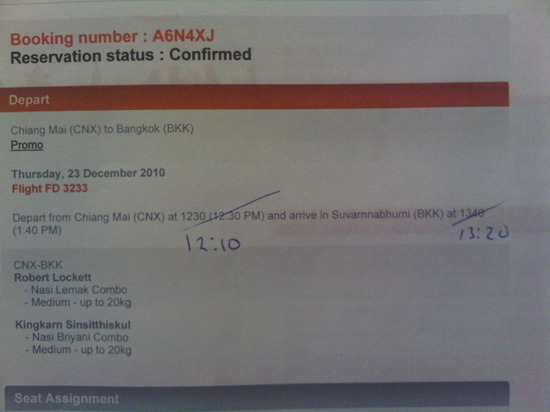 Booking number : A6N4XJ
Reservation status : Confirmed
Depart
Chiang Mai (CNX) to Bangkok (BKK)
Promo
Thursday, 23 December 2010
Flight FD 3233
Depart from Chiang Mai (CNX) at 1230 (12:30 PM) and arrive in Suvarnnabhumi (BKK) at 1340
(1:40 PM)
12:10
13:20
CNX-BKK
Robert Lockett
- Nasi Lemak Combo
- Medium - up to 20kg
Kingkarn Sinsitthiskul
- Nasi Briyani Combo
- Medium - up to 20kg
Seat Assignment